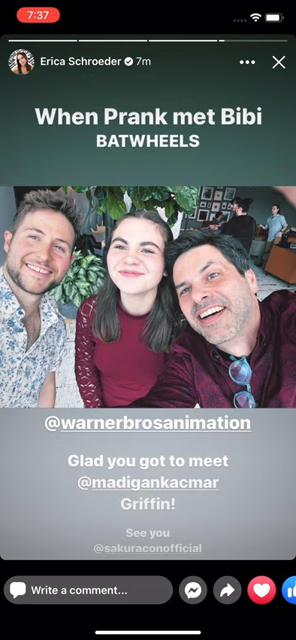 7:37
Erica Schroeder 7m
When Prank met Bibi
BATWHEELS
@warnerbrosanimation
Glad you got to meet
@madigankacmar
Griffin!
See you
@sakuraconofficial
Write a comment...